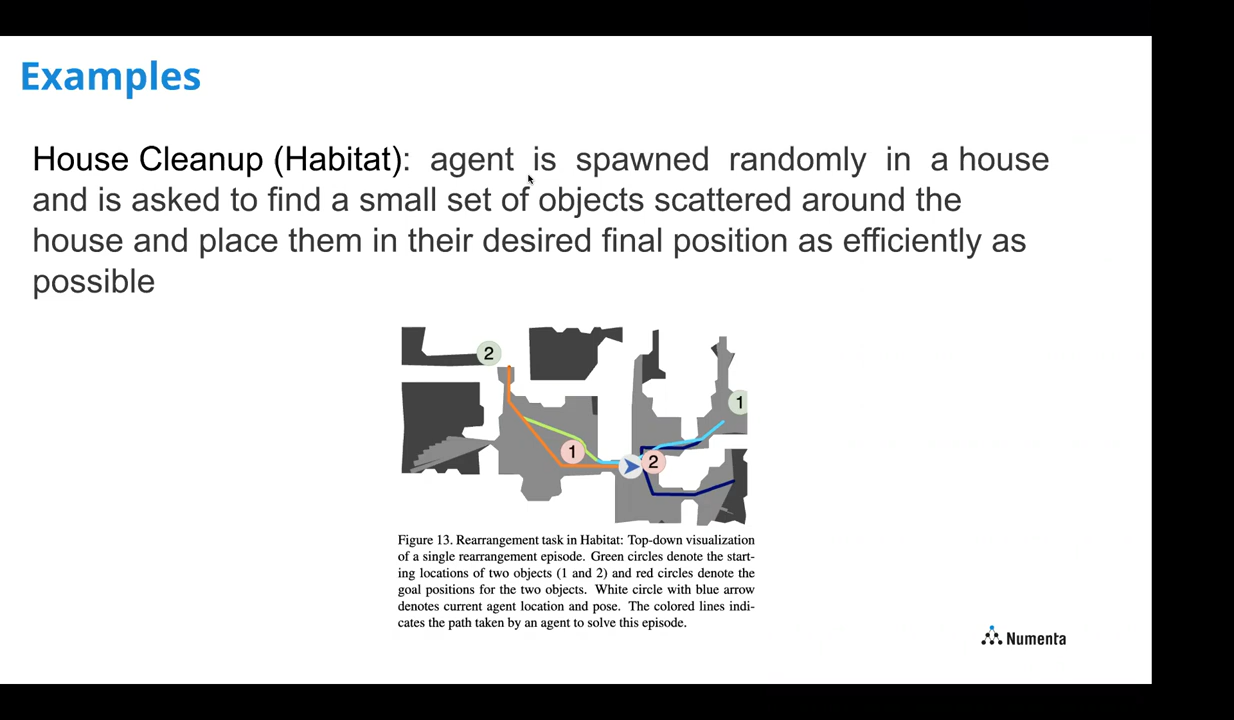 Examples
House Cleanup (Habitat): agent is spawned randomly in a house
and is asked to find a small set of objects scattered around the
house and place them in their desired final position as efficiently as
possible
2
1
1
2
Figure 13. Rearrangement task in Habitat: Top-down visualization
of a single rearrangement episode. Green circles denote the start-
ing locations of two objects (1 and 2) and red circles denote the
goal positions for the two objects. White circle with blue arrow
denotes current agent location and pose. The colored lines indi-
cates the path taken by an agent to solve this episode.
Numenta